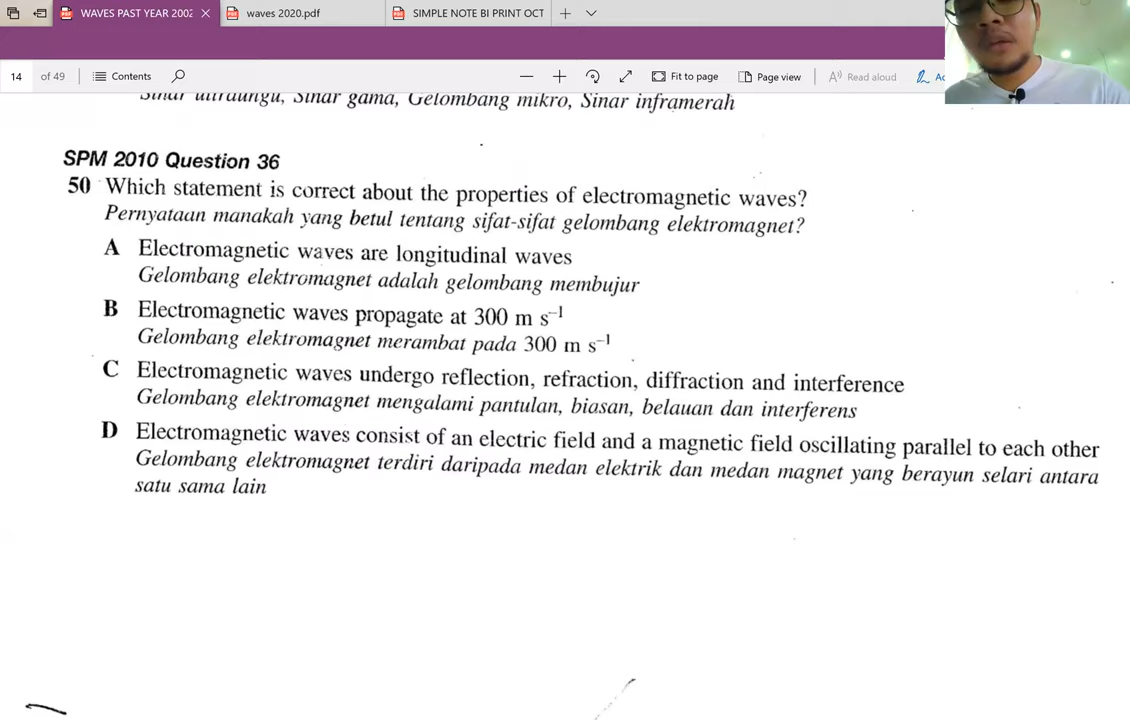 WAVES PAST YEAR 2002
waves 2020.pdf
SIMPLE NOTE BI PRINT OCT
14 of 49 Contents Fit to page Page view Read aloud
Sinar ultraungu, Sinar gama, Gelombang mikro, Sinar inframerah
SPM 2010 Question 36
50 Which statement is correct about the properties of electromagnetic waves?
Pernyataan manakah yang betul tentang sifat-sifat gelombang elektromagnet?
A Electromagnetic waves are longitudinal waves
Gelombang elektromagnet adalah gelombang membujur
B Electromagnetic waves propagate at 300 m s⁻¹
Gelombang elektromagnet merambat pada 300 m s⁻¹
C Electromagnetic waves undergo reflection, refraction, diffraction and interference
Gelombang elektromagnet mengalami pantulan, biasan, belauan dan interferens
D Electromagnetic waves consist of an electric field and a magnetic field oscillating parallel to each other
Gelombang elektromagnet terdiri daripada medan elektrik dan medan magnet yang berayun selari antara
satu sama lain